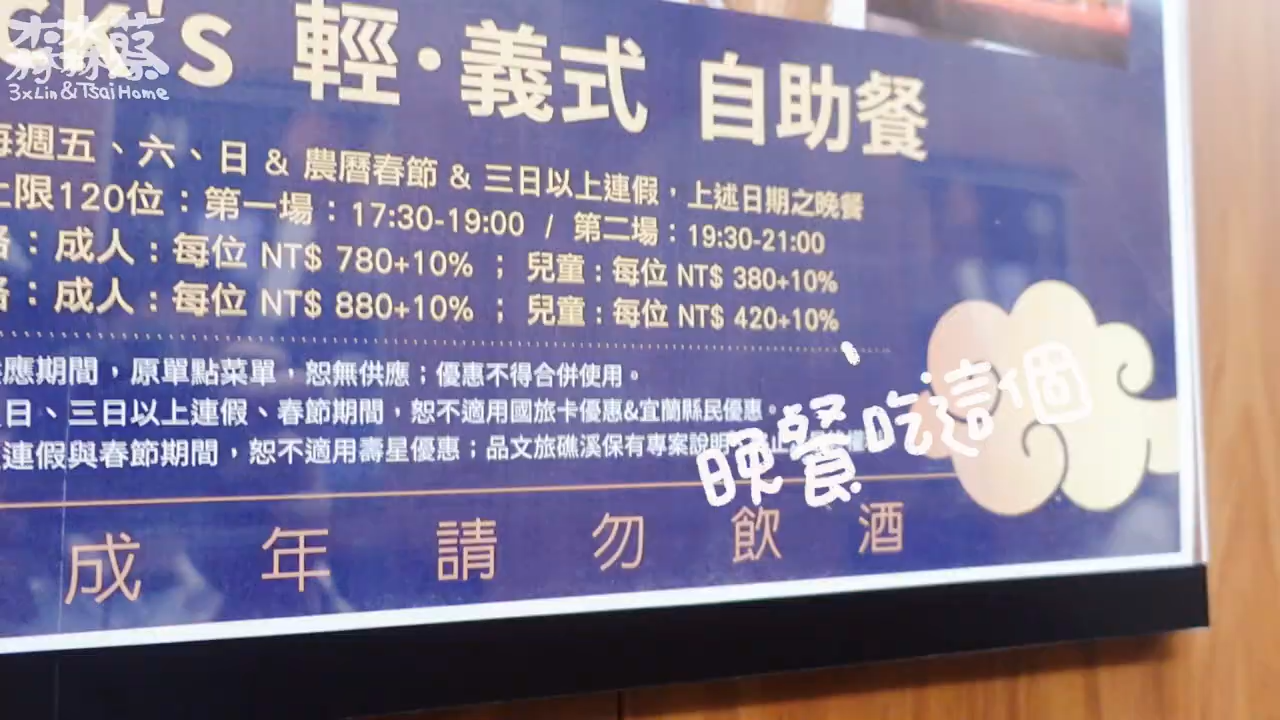 3xLin&TsaiHome
k's 輕·義式 自助餐
每週五、六、日 & 農曆春節 & 三日以上連假，上述日期之晚餐
上限120位：第一場：17:30-19:00 / 第二場：19:30-21:00
格：成人：每位 NT$ 780+10% ；兒童：每位 NT$ 380+10%
格：成人：每位 NT$ 880+10% ；兒童：每位 NT$ 420+10%
應期間，原單點菜單，恕無供應；優惠不得合併使用。
日、三日以上連假、春節期間，恕不適用國旅卡優惠&宜蘭縣民優惠。
連假與春節期間，恕不適用壽星優惠；品文旅礁溪保有專案說明
晚餐吃這個
成年請勿飲酒